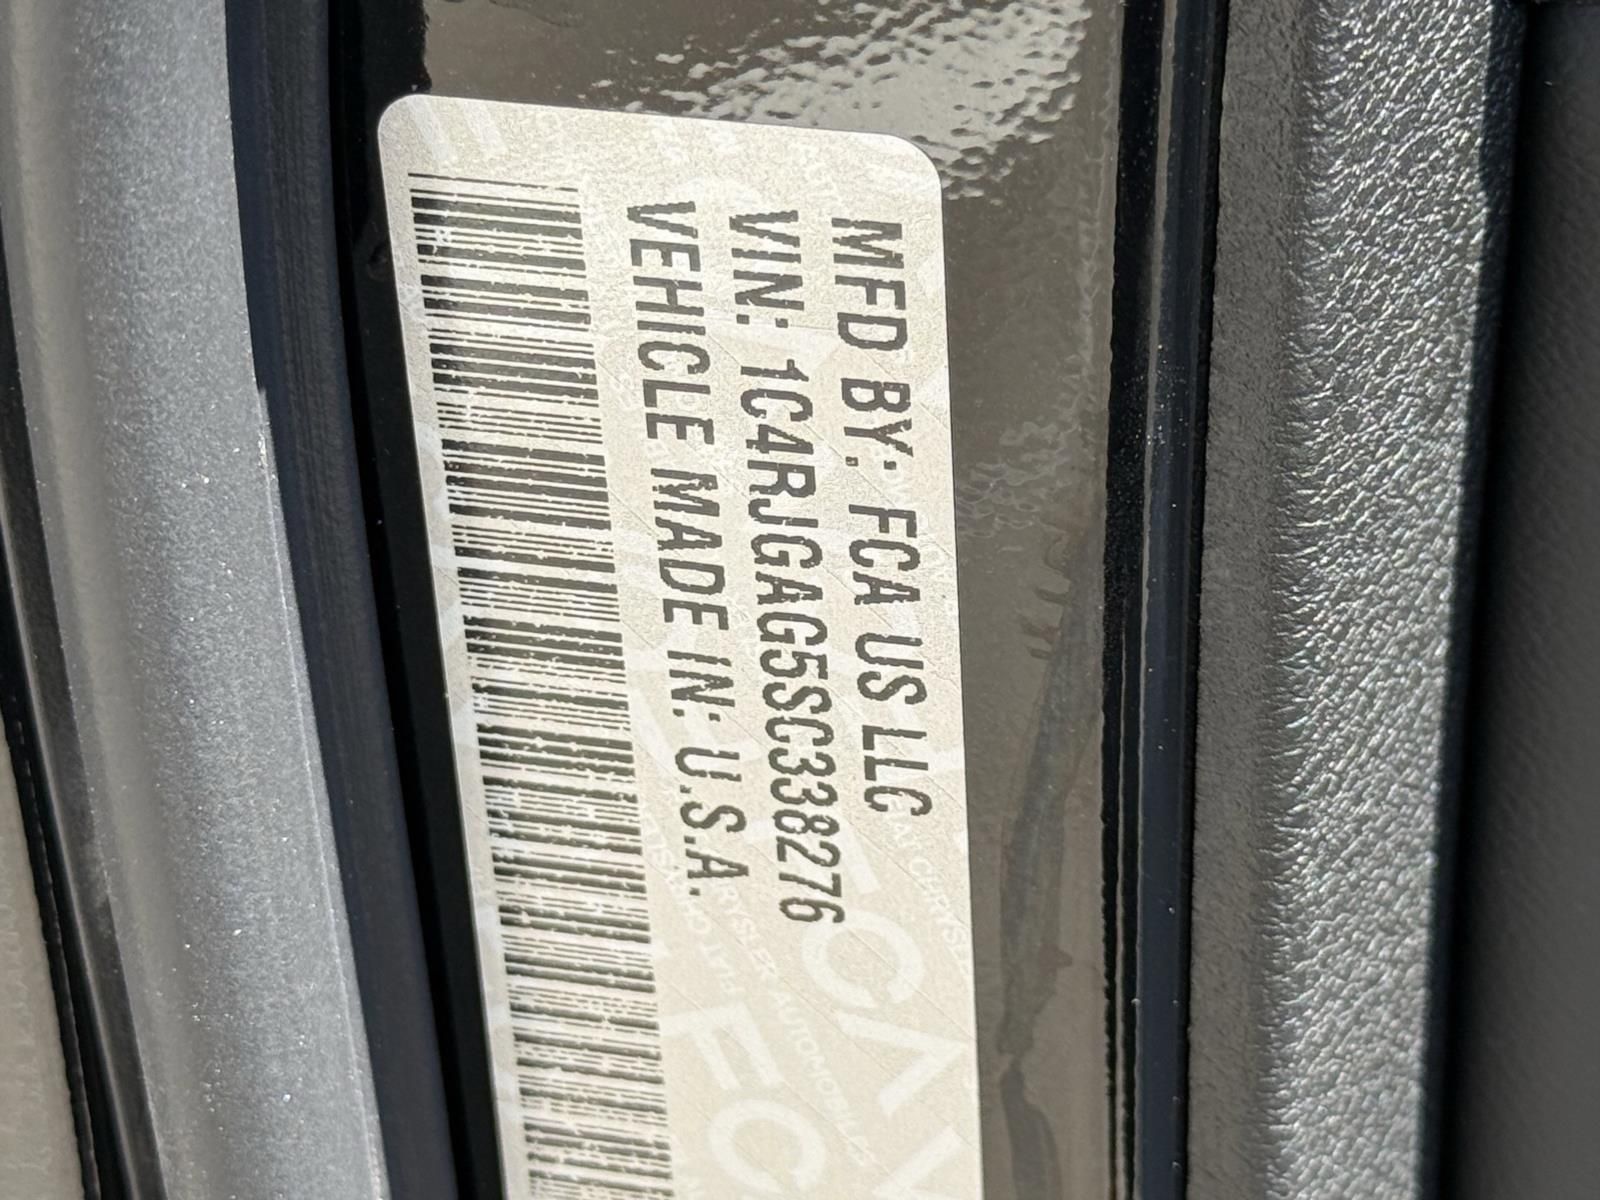 MFD BY: FCA US LLC
VIN: 1C4RJGAG5SC338276
VEHICLE MADE IN: U.S.A.